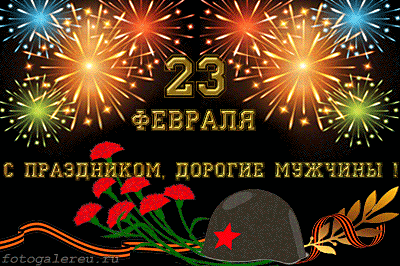 23
ФЕВРАЛЯ
С ПРАЗДНИКОМ, ДОРОГИЕ МУЖЧИНЫ !
fotogalereu.ru